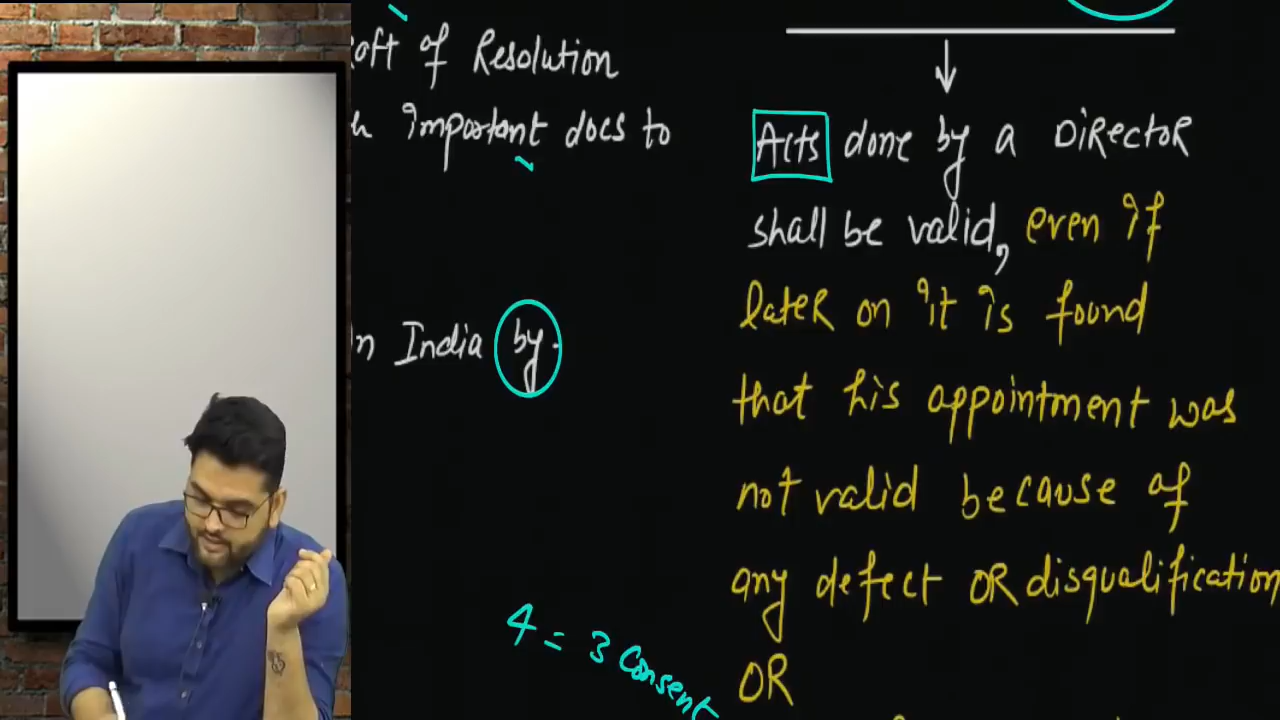 of Resolution
important docs to
In India by
4 = 3 Consent
Acts done by a DiRectoR
shall be valid, even if
lateR on it is found
that his appointment was
not valid because of
any defect OR disqualification
OR